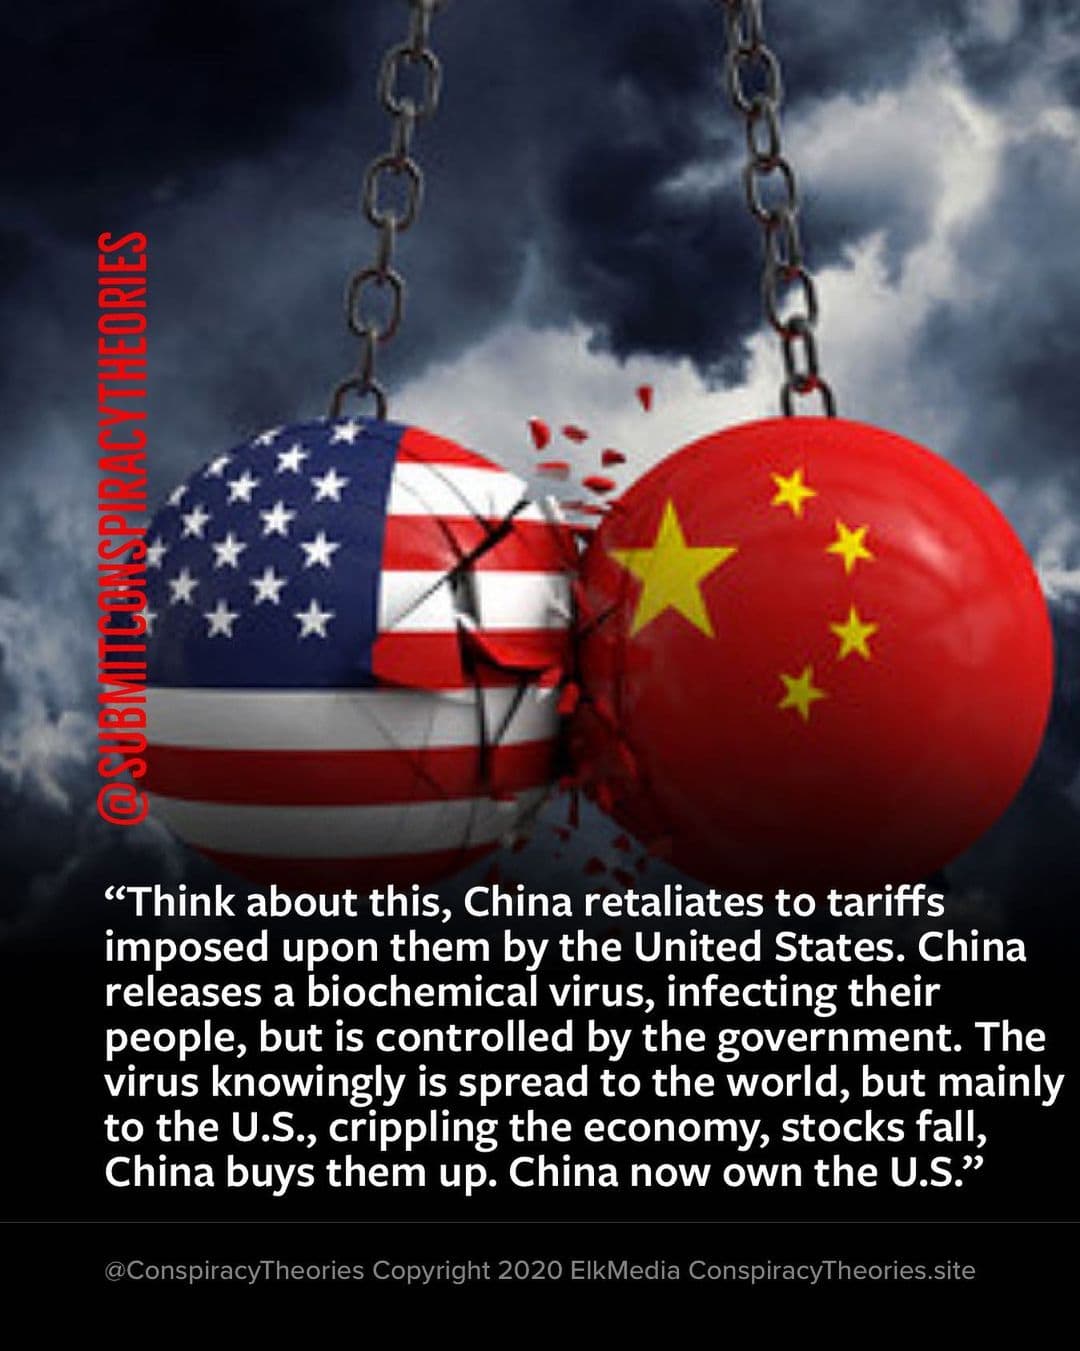 @SUBMITCONSPIRACYTHEORIES
“Think about this, China retaliates to tariffs
imposed upon them by the United States. China
releases a biochemical virus, infecting their
people, but is controlled by the government. The
virus knowingly is spread to the world, but mainly
to the U.S., crippling the economy, stocks fall,
China buys them up. China now own the U.S.”
@ConspiracyTheories Copyright 2020 ElkMedia ConspiracyTheories.site